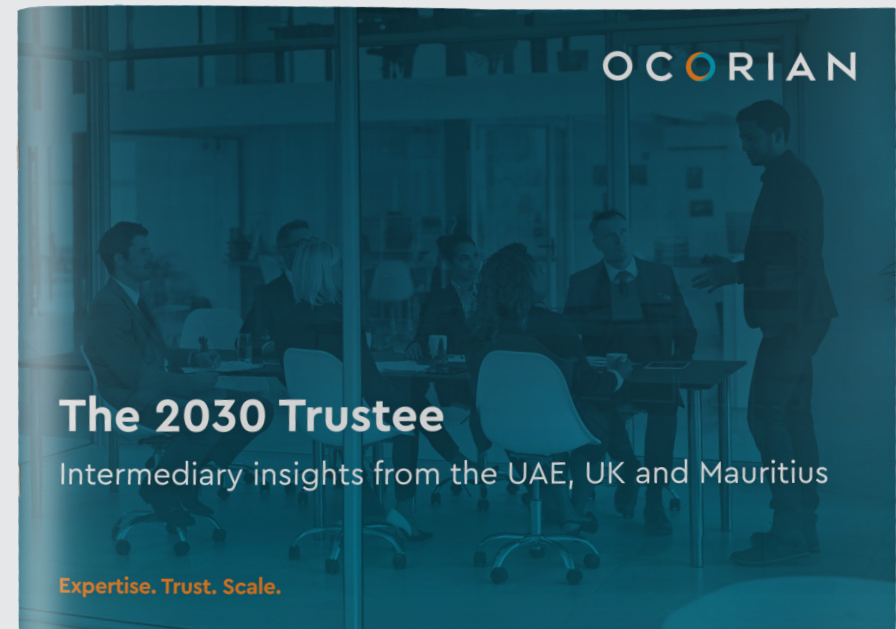 OCORIAN
The 2030 Trustee
Intermediary insights from the UAE, UK and Mauritius
Expertise. Trust. Scale.